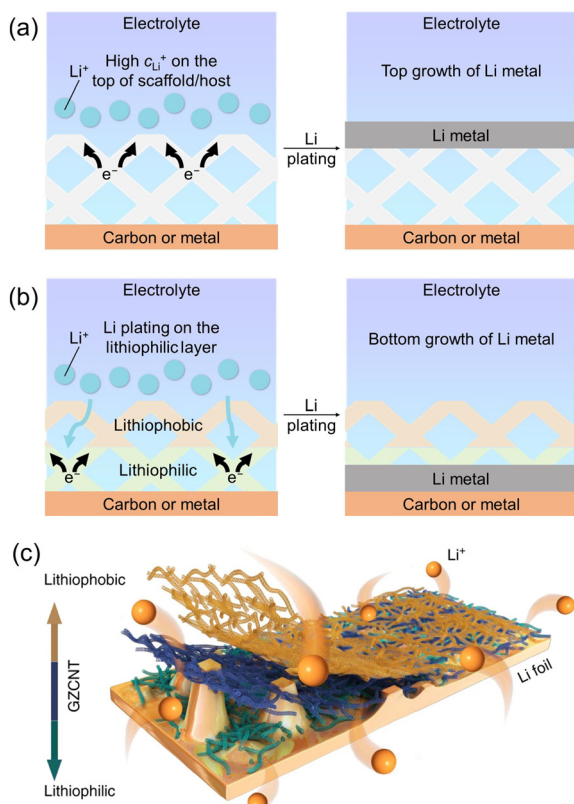 (a)
Electrolyte
High cLi+ on the
top of scaffold/host
Li+
e−
e−
Carbon or metal
Li
plating
Electrolyte
Top growth of Li metal
Li metal
Carbon or metal
(b)
Electrolyte
Li plating on the
lithiophilic layer
Li+
Lithiophobic
Lithiophilic
e−
e−
Carbon or metal
Li
plating
Electrolyte
Bottom growth of Li metal
Li metal
Carbon or metal
(c)
Lithiophobic
GZCNT
Lithiophilic
Li+
Li foil